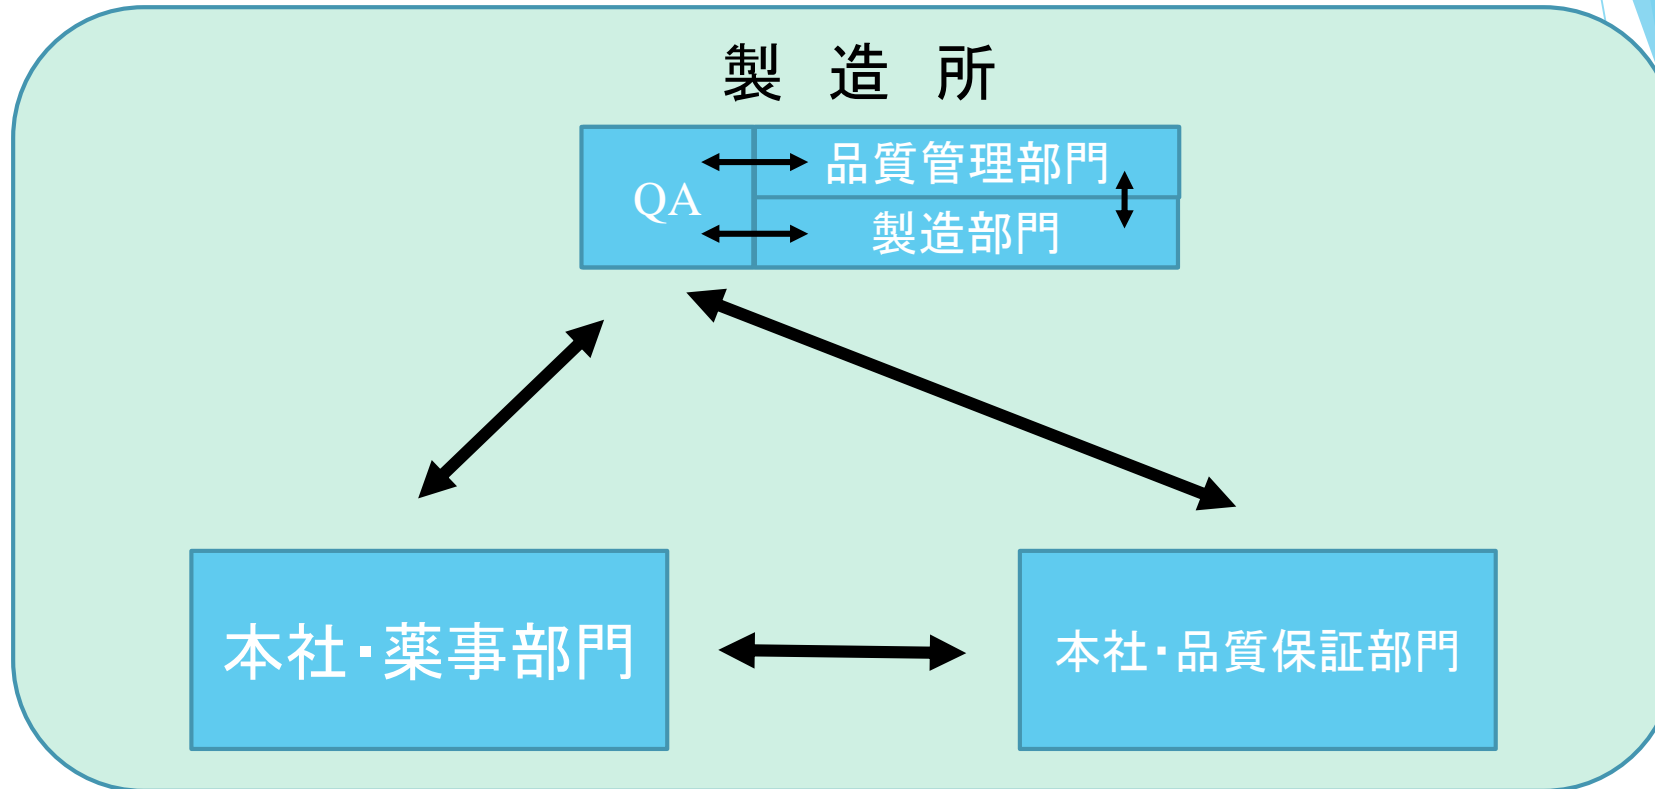 製 造 所
QA
品質管理部門
製造部門
本社・薬事部門
本社・品質保証部門